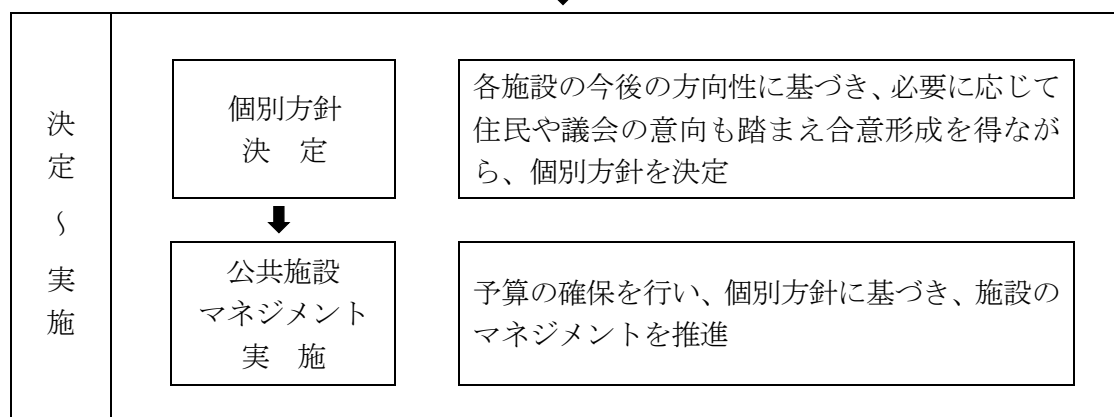 決定～実施
個別方針
決　定
各施設の今後の方向性に基づき、必要に応じて
住民や議会の意向も踏まえ合意形成を得なが
ら、個別方針を決定
公共施設
マネジメント
実　施
予算の確保を行い、個別方針に基づき、施設の
マネジメントを推進